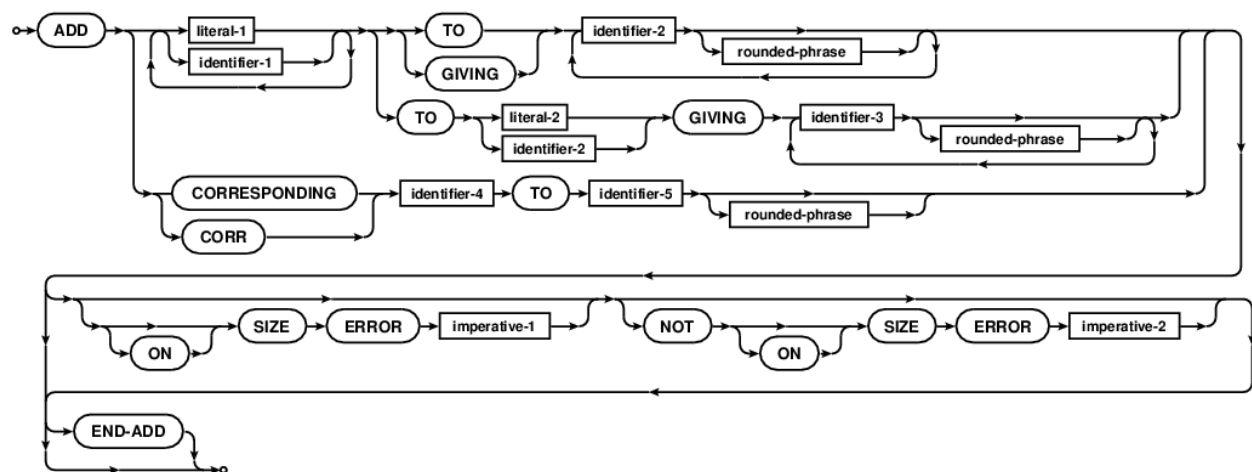 ADD literal-1 TO identifier-2
identifier-1 GIVING rounded-phrase
TO literal-2 GIVING identifier-3
identifier-2 rounded-phrase
CORRESPONDING identifier-4 TO identifier-5
CORR rounded-phrase
SIZE ERROR imperative-1 NOT SIZE ERROR imperative-2
ON ON
END-ADD